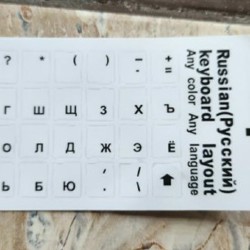 ? * ( ) _ - + =
Г Ш Щ З Х Ъ
О Л Д Ж Э Ё
Ь Б Ю , . / \
Russian(Русский)
keyboard layout
Any color Any language